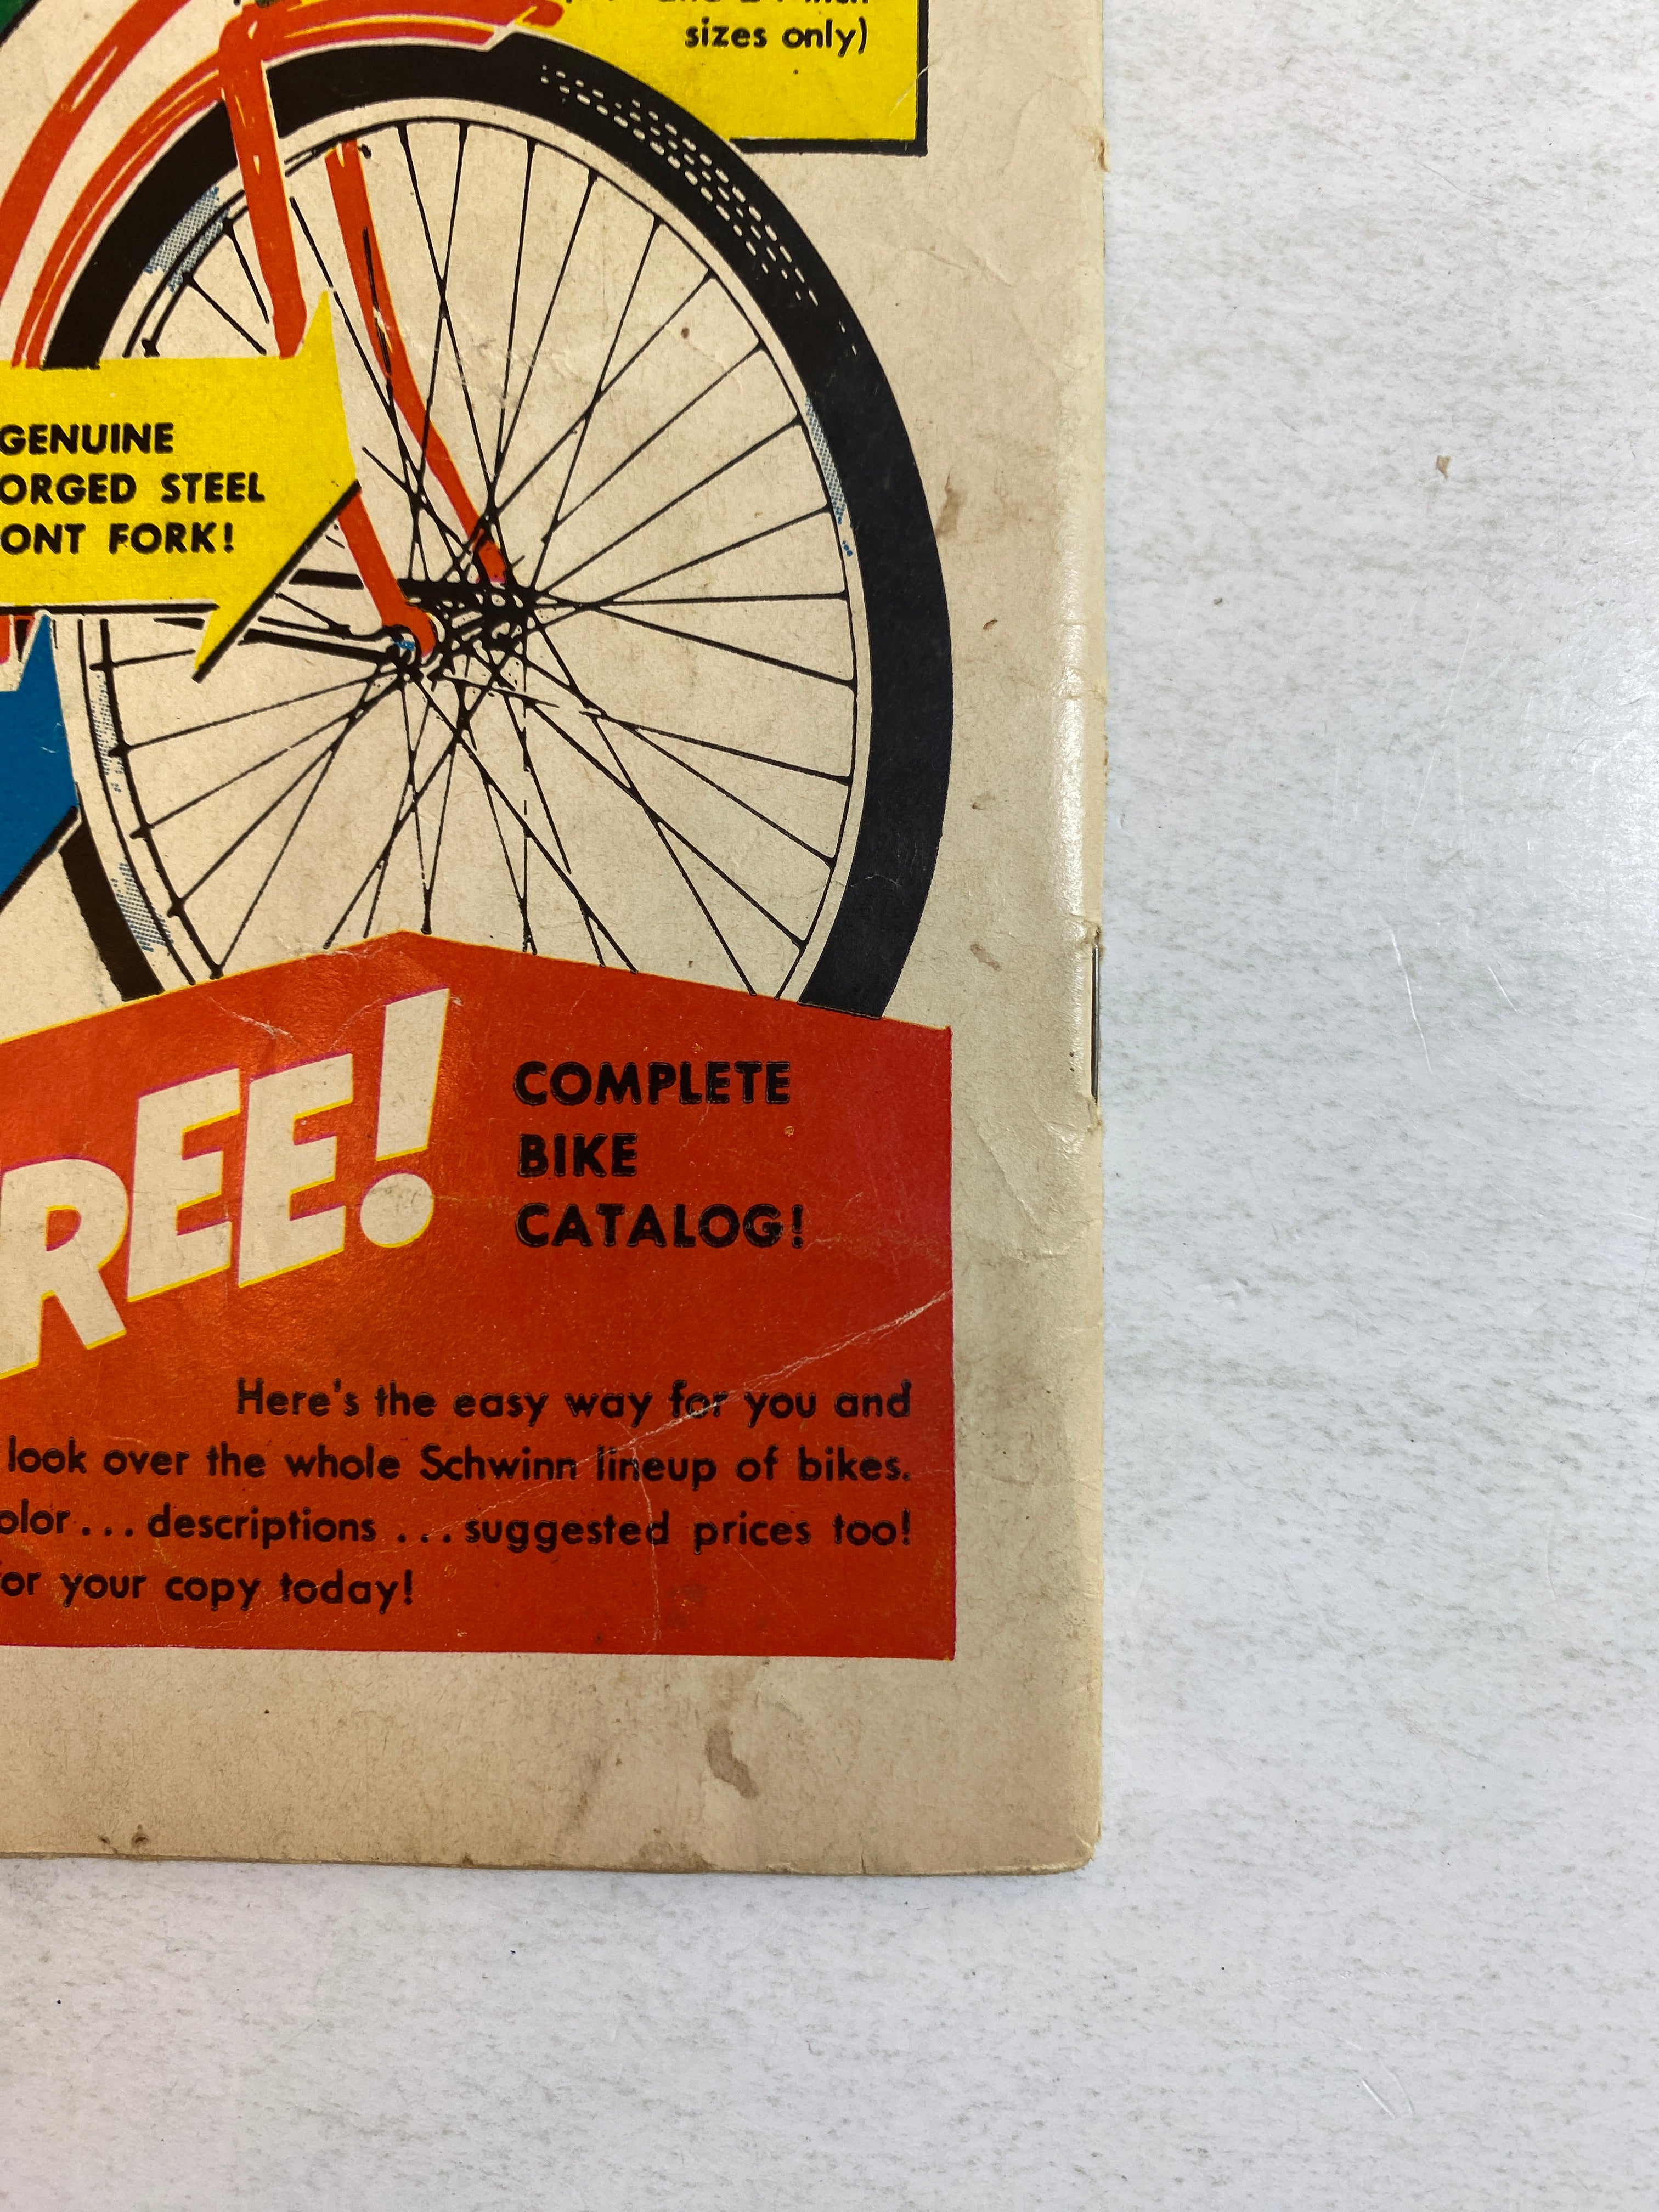 sizes only)
GENUINE
ORGED STEEL
ONT FORK!
REE!
COMPLETE
BIKE
CATALOG!
Here's the easy way for you and
look over the whole Schwinn lineup of bikes.
olor... descriptions ... suggested prices too!
or your copy today!